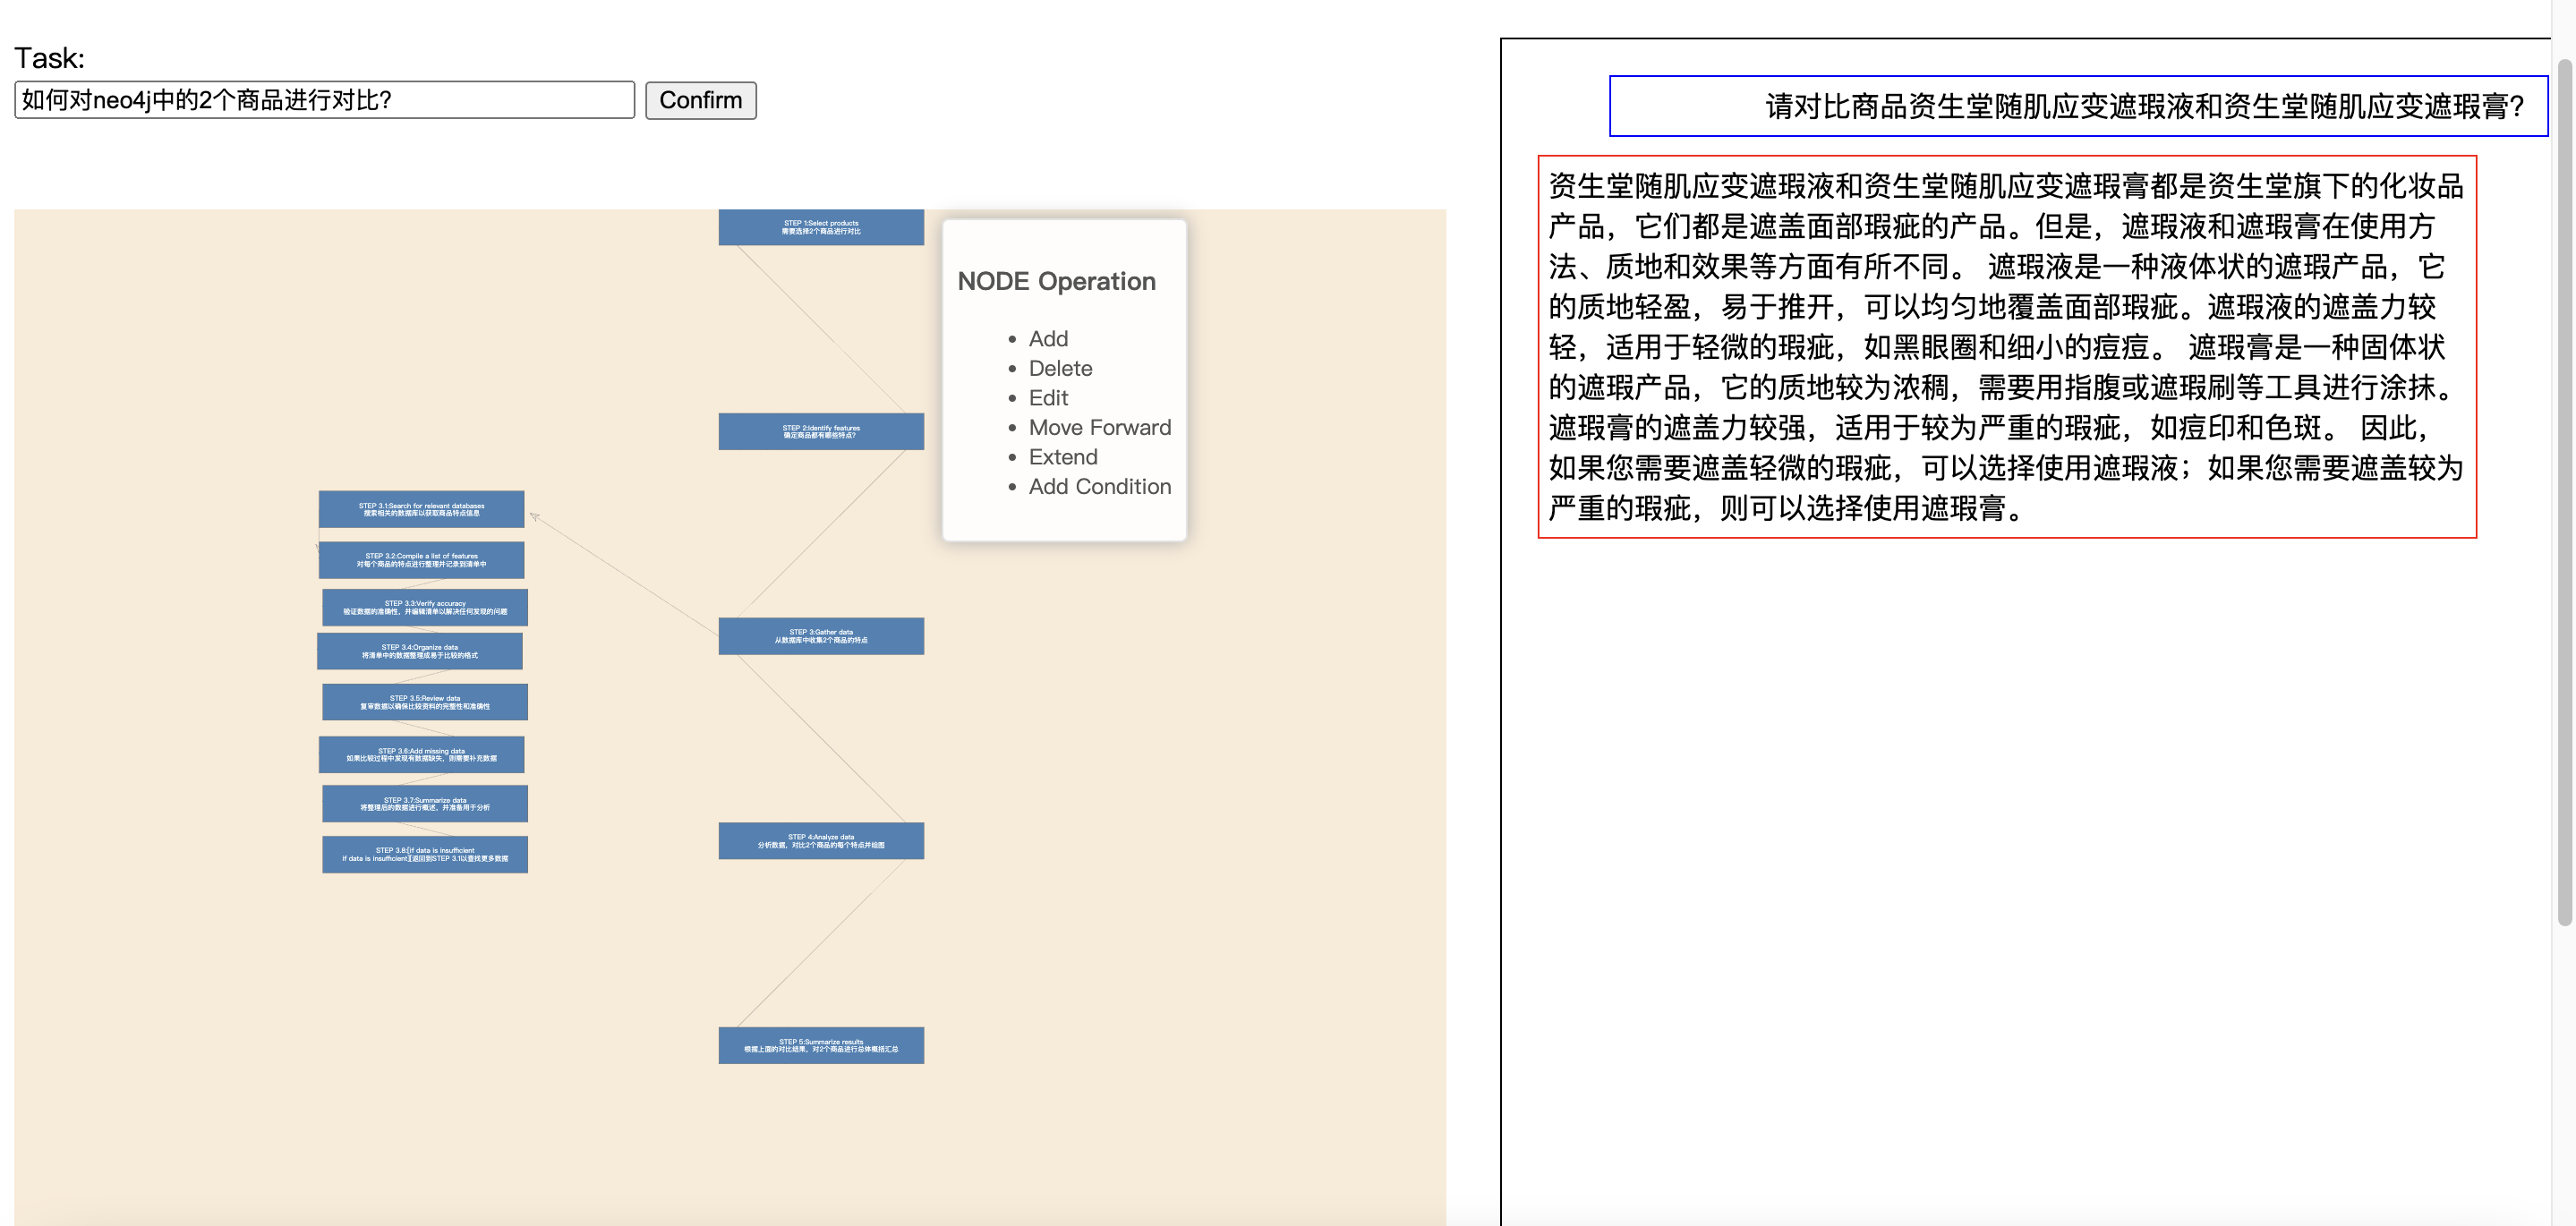 Task:
如何对neo4j中的2个商品进行对比?
Confirm
STEP 1:Select products
需要选择2个商品进行对比
NODE Operation
Add
Delete
Edit
Move Forward
Extend
Add Condition
STEP 2:Identify features
确定商品都有哪些特点?
STEP 3.1:Search for relevant databases
搜索相关的数据库以获取商品特点信息
STEP 3.2:Compile a list of features
对每个商品的特点进行整理并记录到清单中
STEP 3.3:Verify accuracy
验证数据的准确性，并编辑清单以解决任何发现的问题
STEP 3:Gather data
从数据库中收集2个商品的特点
STEP 3.4:Organize data
将清单中的数据整理成易于比较的格式
STEP 3.5:Review data
复审数据以确保比较资料的完整性和准确性
STEP 3.6:Add missing data
如果比较过程中发现有数据缺失，则需要补充数据
STEP 3.7:Summarize data
将整理后的数据进行概述，并准备用于分析
STEP 3.8:[if data is insufficient
if data is insufficient][返回到STEP 3.1以查找更多数据
STEP 4:Analyze data
分析数据，对比2个商品的每个特点并绘图
STEP 5:Summarize results
根据上面的对比结果，对2个商品进行总体概括汇总
请对比商品资生堂随肌应变遮瑕液和资生堂随肌应变遮瑕膏?
资生堂随肌应变遮瑕液和资生堂随肌应变遮瑕膏都是资生堂旗下的化妆品
产品，它们都是遮盖面部瑕疵的产品。但是，遮瑕液和遮瑕膏在使用方
法、质地和效果等方面有所不同。 遮瑕液是一种液体状的遮瑕产品，它
的质地轻盈，易于推开，可以均匀地覆盖面部瑕疵。遮瑕液的遮盖力较
轻，适用于轻微的瑕疵，如黑眼圈和细小的痘痘。 遮瑕膏是一种固体状
的遮瑕产品，它的质地较为浓稠，需要用指腹或遮瑕刷等工具进行涂抹。
遮瑕膏的遮盖力较强，适用于较为严重的瑕疵，如痘印和色斑。 因此，
如果您需要遮盖轻微的瑕疵，可以选择使用遮瑕液；如果您需要遮盖较为
严重的瑕疵，则可以选择使用遮瑕膏。